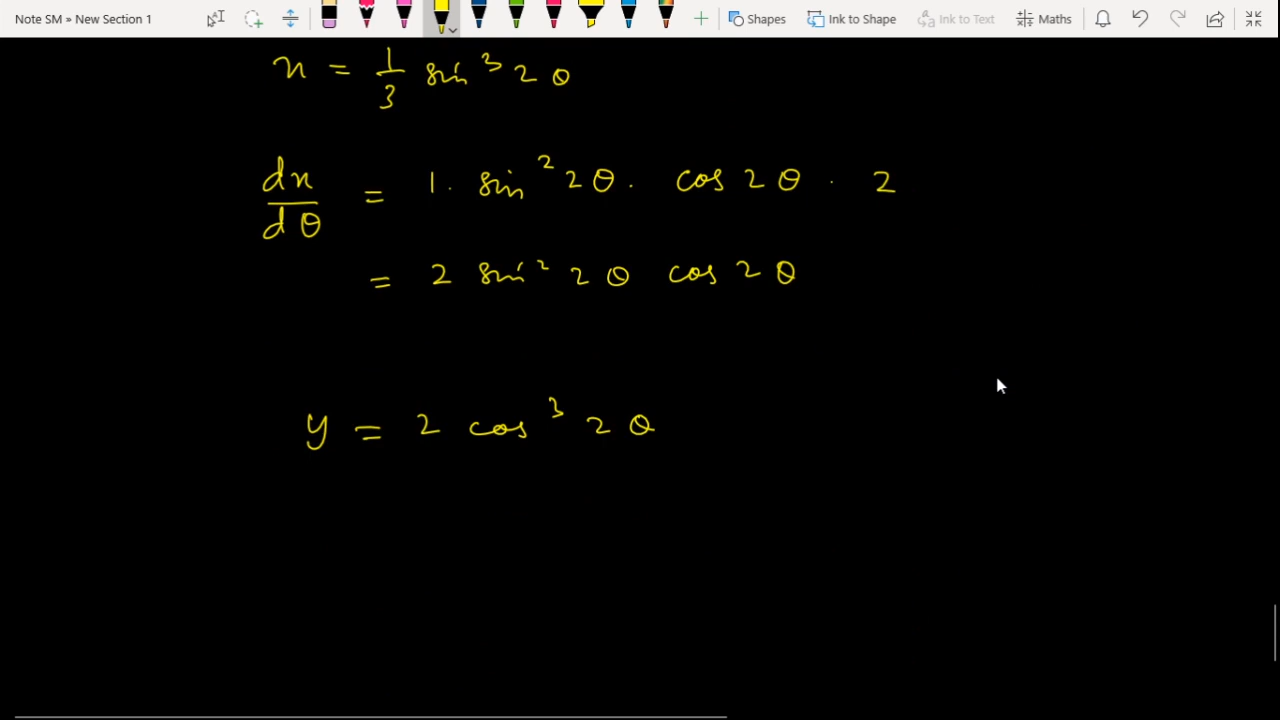 Note SM » New Section 1
Shapes
Ink to Shape
Ink to Text
Maths
x = 1/3 sin³ 2θ
dx/dθ = 1 · sin² 2θ · cos 2θ · 2
= 2 sin² 2θ cos 2θ
y = 2 cos³ 2θ